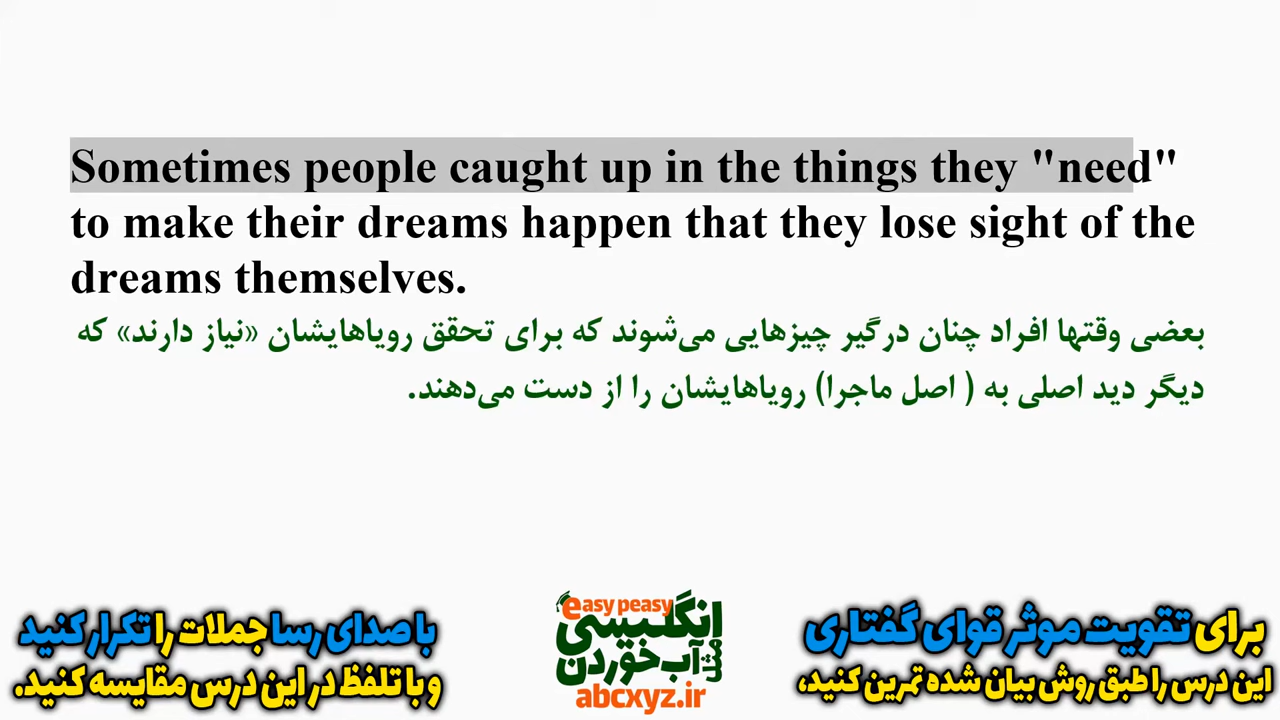 Sometimes people caught up in the things they "need"
to make their dreams happen that they lose sight of the
dreams themselves.
بعضی وقتها افراد چنان درگیر چیزهایی می‌شوند که برای تحقق رویاهایشان «نیاز دارند» که
دیگر دید اصلی به ( اصل ماجرا) رویاهایشان را از دست می‌دهند.
برای تقویت موثر قوای گفتاری
این درس را طبق روش بیان شده تمرین کنید،
easy peasy
انگلیسی
مثل آب خوردن
abcxyz.ir
با صدای رسا جملات را تکرار کنید
و با تلفظ در این درس مقایسه کنید.